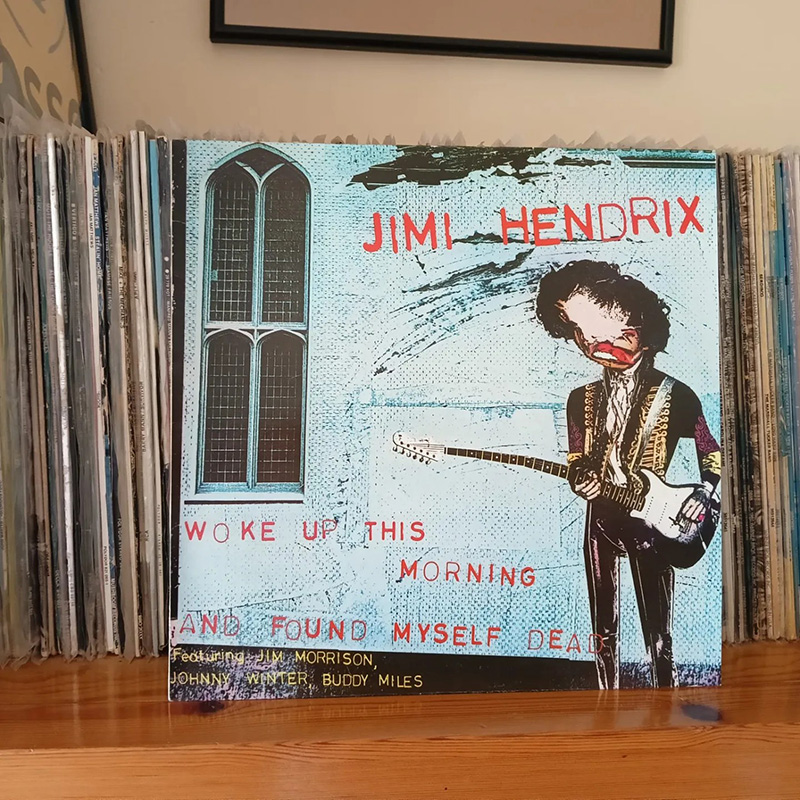 JIMI HENDRIX
WOKE UP THIS
MORNING
AND FOUND MYSELF DEAD
Featuring JIM MORRISON,
JOHNNY WINTER, BUDDY MILES